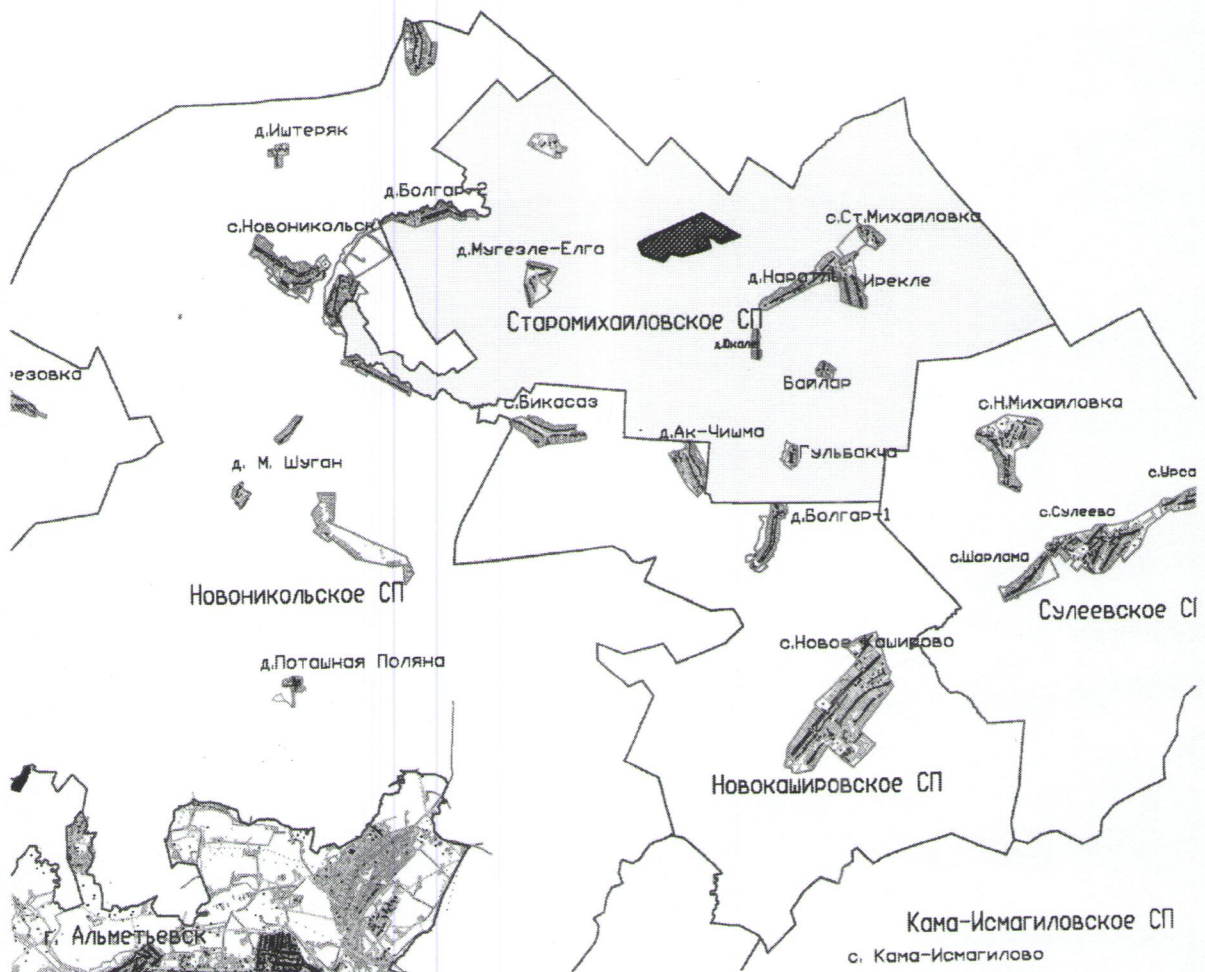 д.Иштеряк
д.Болгар-2
с.Новоникольск
д.Мугезле-Елга
с.Ст.Михайловка
д.Наратлы
Ирекле
Старомихайловское СП
Байлар
резовка
с.Бикасаз
с.Н.Михайловка
д.Ак-Чишма
Гульбакча
д. М. Шуган
с.Урса
д.Болгар-1
с.Сулеево
с.Шарлама
Новоникольское СП
Сулеевское СП
с.Новое Каширово
д.Поташная Поляна
Новокашировское СП
г. Альметьевск
Кама-Исмагиловское СП
с. Кама-Исмагилово